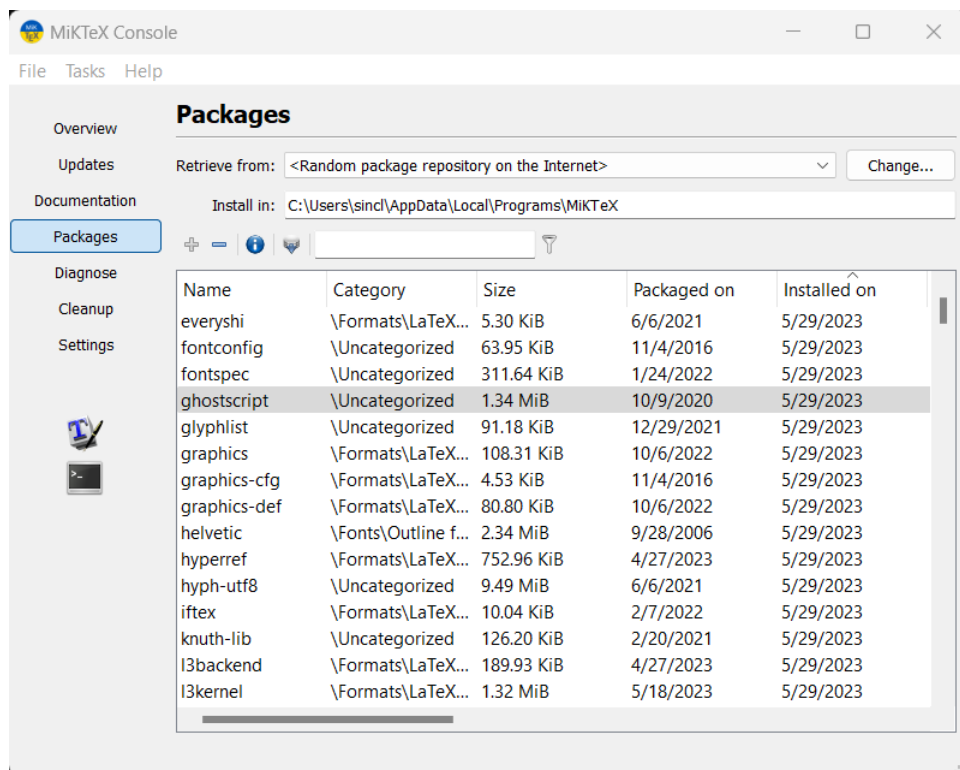 MiKTeX Console
File Tasks Help
Packages
Overview
Updates
Documentation
Packages
Diagnose
Cleanup
Settings
Retrieve from: <Random package repository on the Internet> Change...
Install in: C:\Users\sincl\AppData\Local\Programs\MiKTeX
Name Category Size Packaged on Installed on
everyshi \Formats\LaTeX... 5.30 KiB 6/6/2021 5/29/2023
fontconfig \Uncategorized 63.95 KiB 11/4/2016 5/29/2023
fontspec \Uncategorized 311.64 KiB 1/24/2022 5/29/2023
ghostscript \Uncategorized 1.34 MiB 10/9/2020 5/29/2023
glyphlist \Uncategorized 91.18 KiB 12/29/2021 5/29/2023
graphics \Formats\LaTeX... 108.31 KiB 10/6/2022 5/29/2023
graphics-cfg \Formats\LaTeX... 4.53 KiB 11/4/2016 5/29/2023
graphics-def \Formats\LaTeX... 80.80 KiB 10/6/2022 5/29/2023
helvetic \Fonts\Outline f... 2.34 MiB 9/28/2006 5/29/2023
hyperref \Formats\LaTeX... 752.96 KiB 4/27/2023 5/29/2023
hyph-utf8 \Uncategorized 9.49 MiB 6/6/2021 5/29/2023
iftex \Formats\LaTeX... 10.04 KiB 2/7/2022 5/29/2023
knuth-lib \Uncategorized 126.20 KiB 2/20/2021 5/29/2023
l3backend \Formats\LaTeX... 189.93 KiB 4/27/2023 5/29/2023
l3kernel \Formats\LaTeX... 1.32 MiB 5/18/2023 5/29/2023